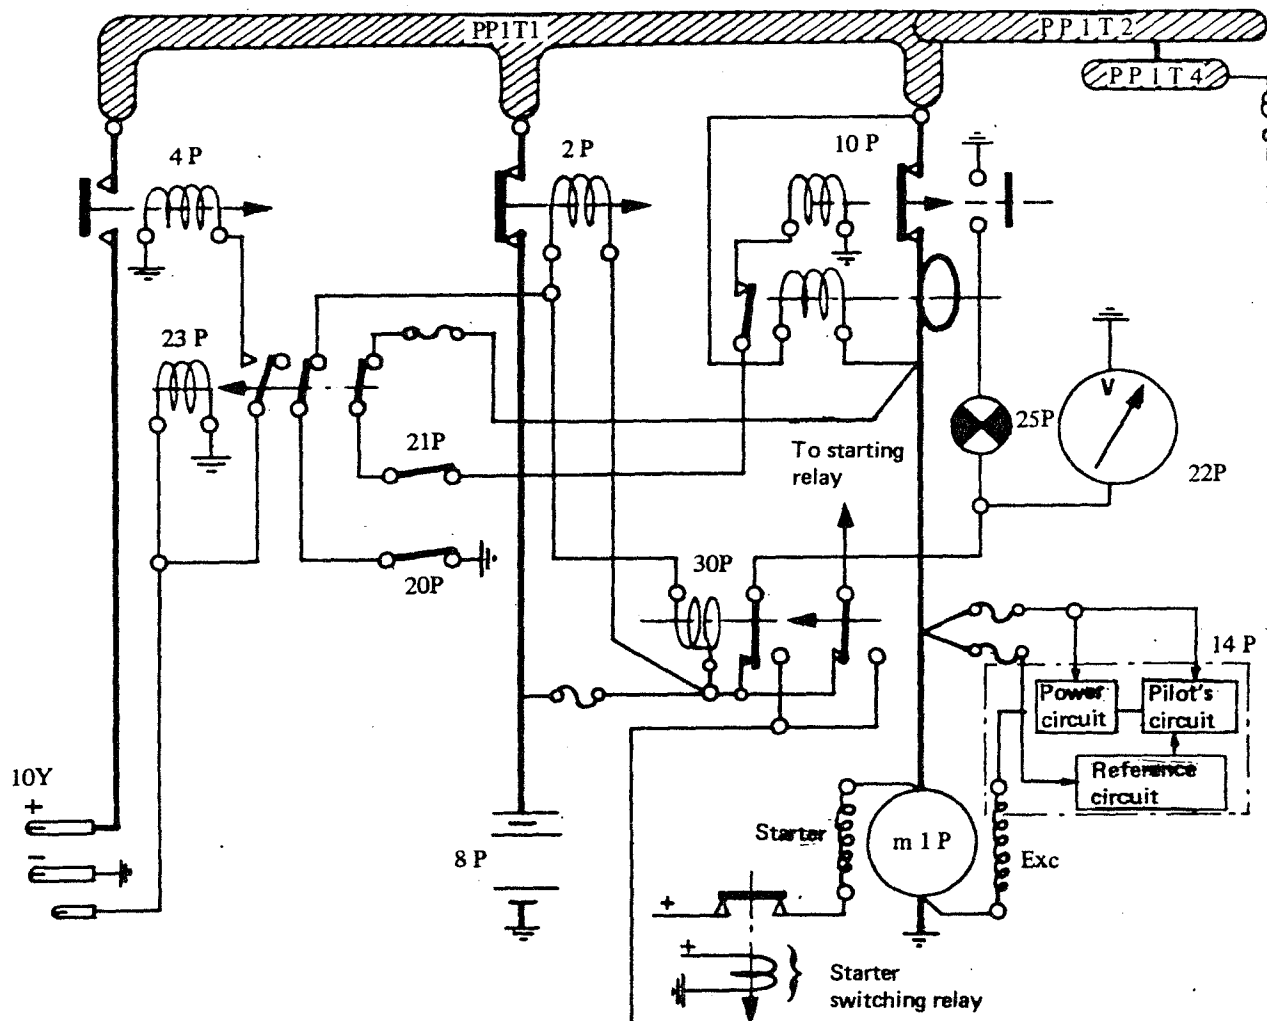 PP1T1
PP1T2
PP1T4
4 P
2 P
10 P
23 P
21P
20P
To starting
relay
V
25P
22P
30P
14 P
Power
circuit
Pilot's
circuit
Reference
circuit
10Y
+
−
8 P
Starter
m 1 P
Exc
+
+
Starter
switching relay